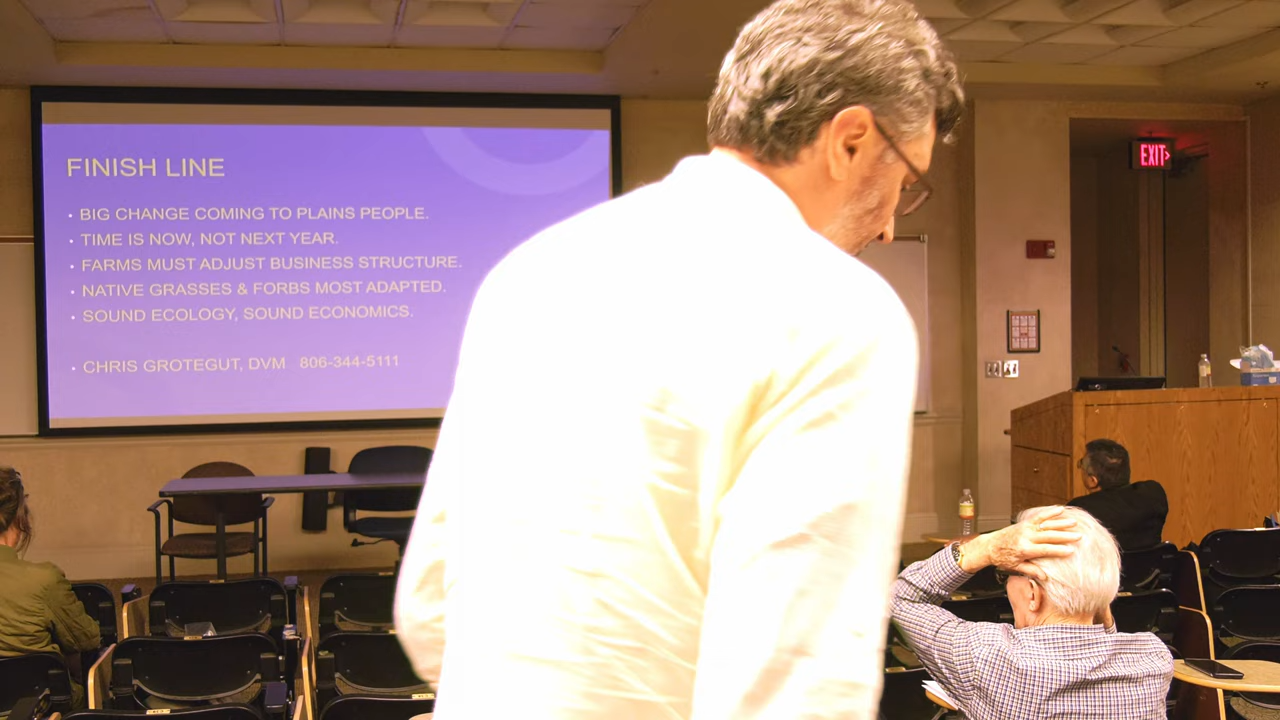 FINISH LINE
• BIG CHANGE COMING TO PLAINS PEOPLE.
• TIME IS NOW, NOT NEXT YEAR.
• FARMS MUST ADJUST BUSINESS STRUCTURE.
• NATIVE GRASSES & FORBS MOST ADAPTED.
• SOUND ECOLOGY, SOUND ECONOMICS.
• CHRIS GROTEGUT, DVM 806-344-5111
EXIT